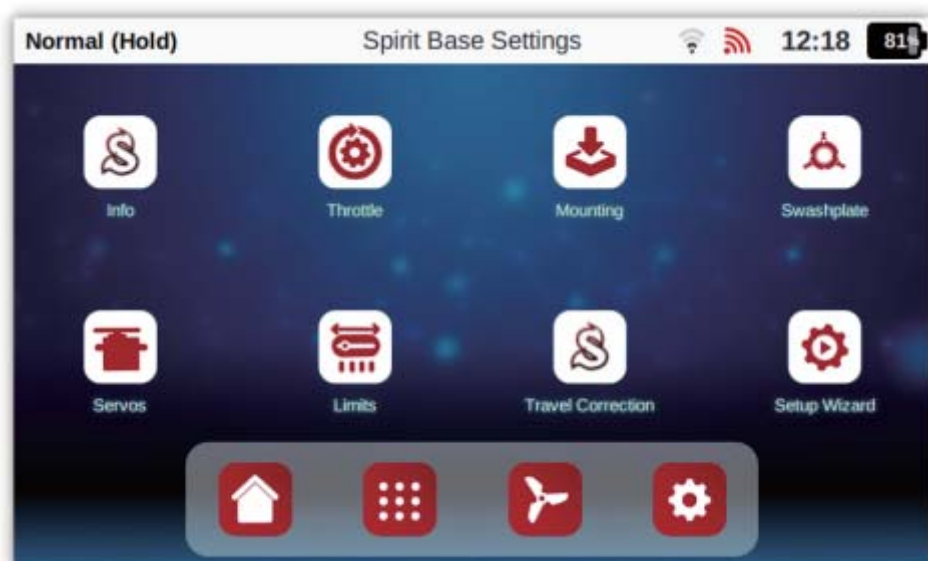 Normal (Hold) Spirit Base Settings 12:18 81%
Info Throttle Mounting Swashplate
Servos Limits Travel Correction Setup Wizard